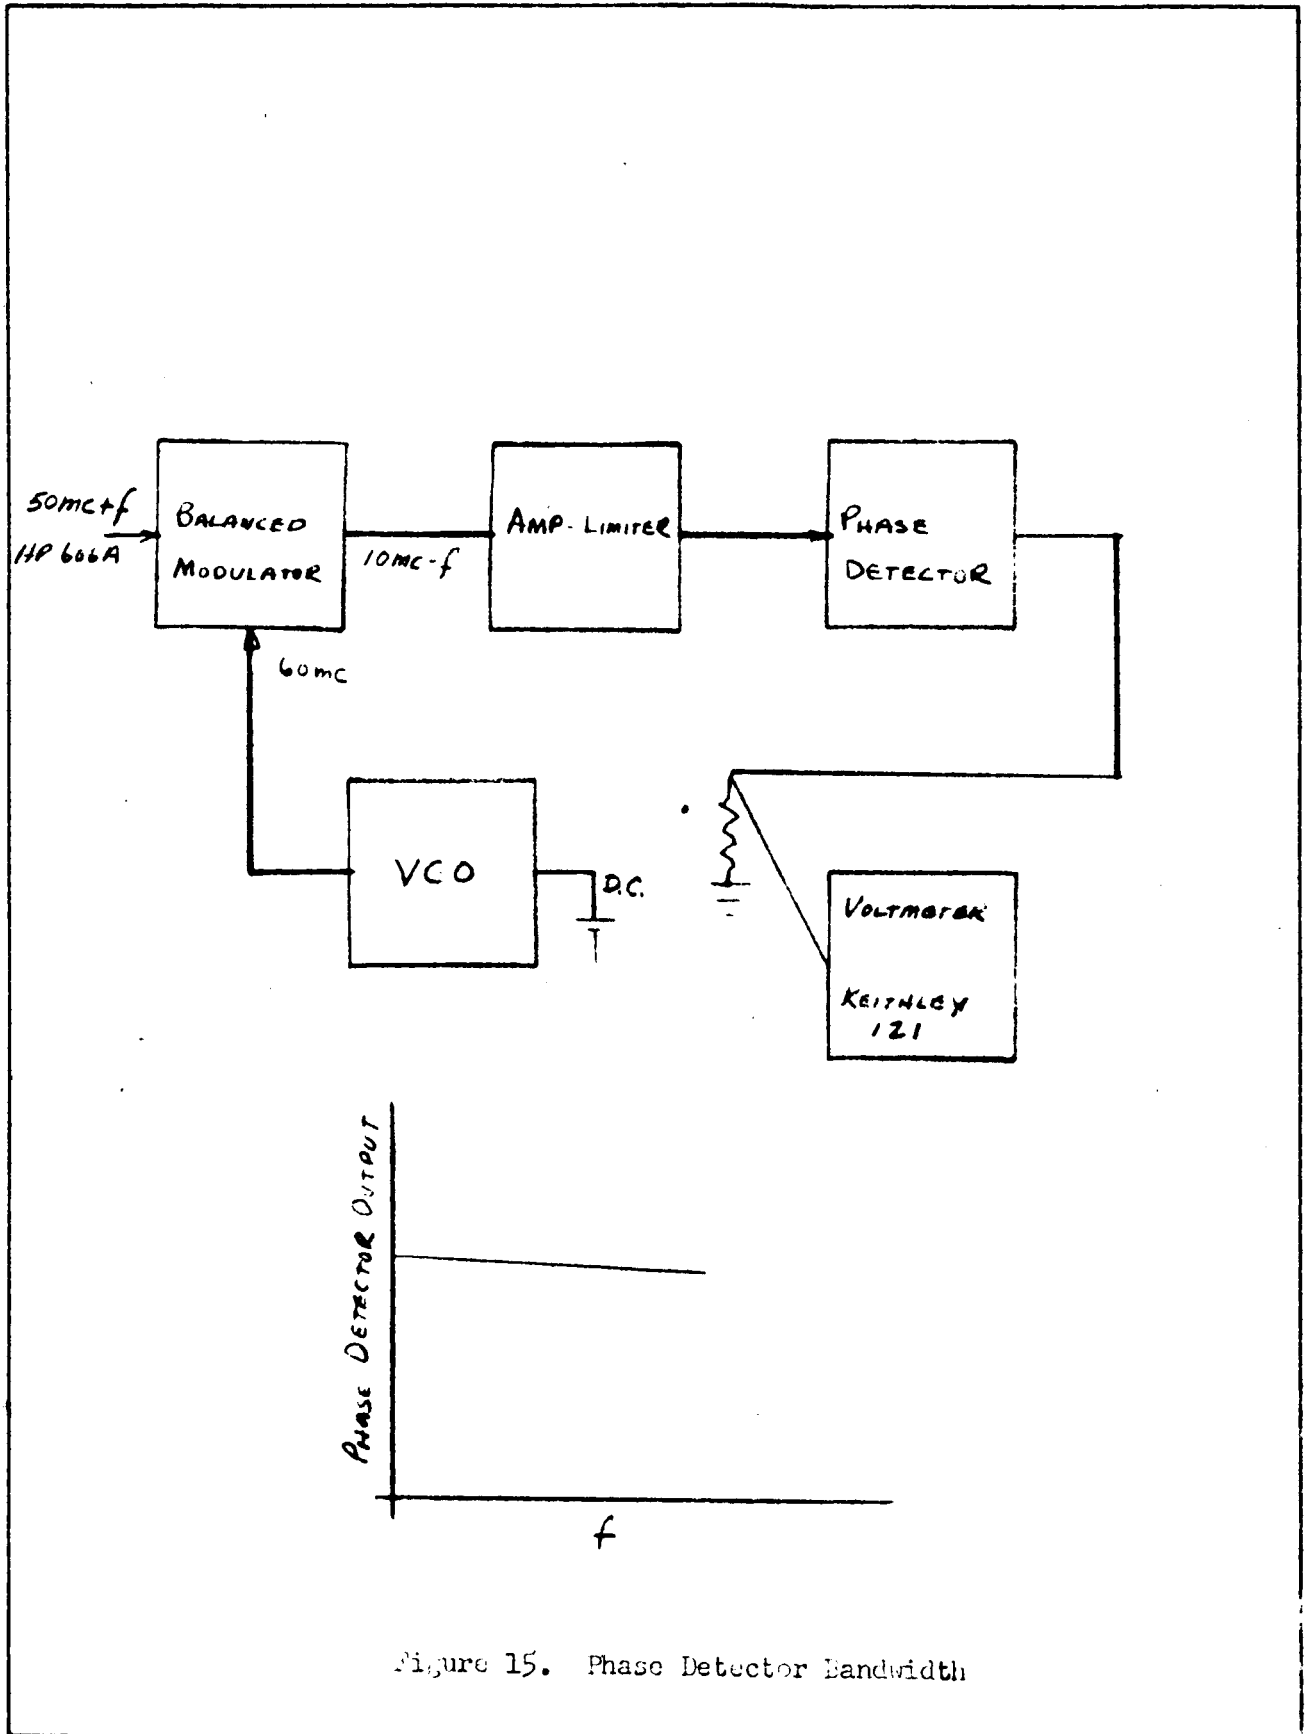 50mc+f
HP 606A
BALANCED
MODULATOR
10mc-f
AMP-LIMITER
PHASE
DETECTOR
60mc
VCO
D.C.
VOLTMETER
KEITHLEY
121
PHASE DETECTOR OUTPUT
f
Figure 15. Phase Detector Bandwidth